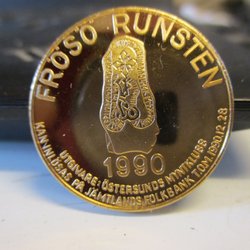 FRÖSÖ RUNSTEN
1990
UTGIVARE: ÖSTERSUNDS MYNTKLUBB
KAN INLÖSAS PÅ JÄMTLANDS FOLKBANK T.O.M. 1990.12.28